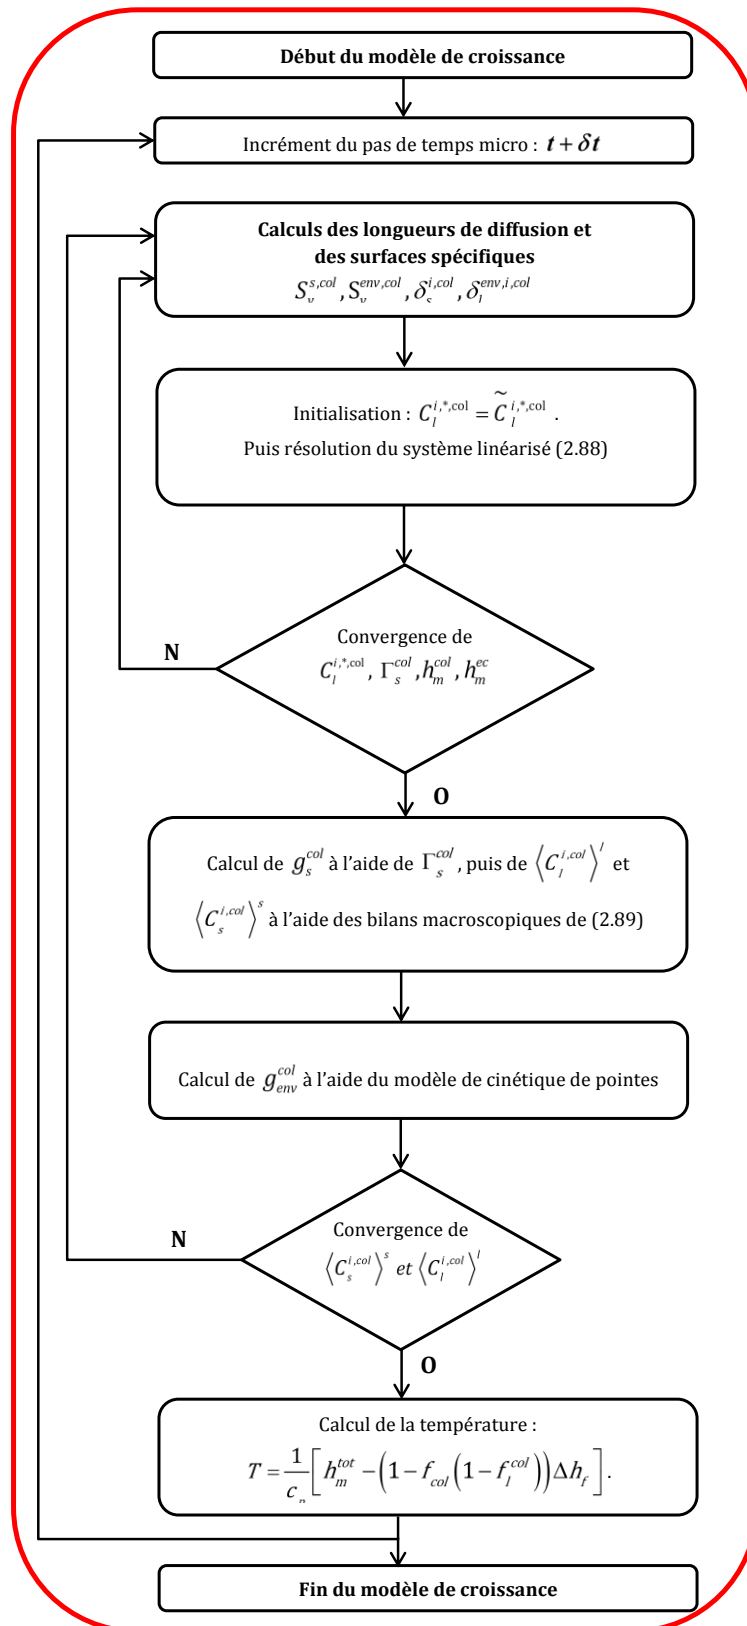 Début du modèle de croissance
Incrément du pas de temps micro : t + δt
Calculs des longueurs de diffusion et
des surfaces spécifiques
S_v^{s,col}, S_v^{env,col}, δ_s^{i,col}, δ_l^{env,i,col}
Initialisation : C_l^{i,*,col} = \tilde{C}_l^{i,*,col} .
Puis résolution du système linéarisé (2.88)
Convergence de
N
C_l^{i,*,col}, Γ_s^{col}, h_m^{col}, h_m^{ec}
O
Calcul de g_s^{col} à l’aide de Γ_s^{col}, puis de ⟨C_l^{i,col}⟩^l et
⟨C_s^{i,col}⟩^s à l’aide des bilans macroscopiques de (2.89)
Calcul de g_{env}^{col} à l’aide du modèle de cinétique de pointes
Convergence de
N
⟨C_s^{i,col}⟩^s et ⟨C_l^{i,col}⟩^l
O
Calcul de la température :
T = \frac{1}{c_p} [ h_m^{tot} − (1 − f_{col} (1 − f_l^{col})) Δh_f ] .
Fin du modèle de croissance